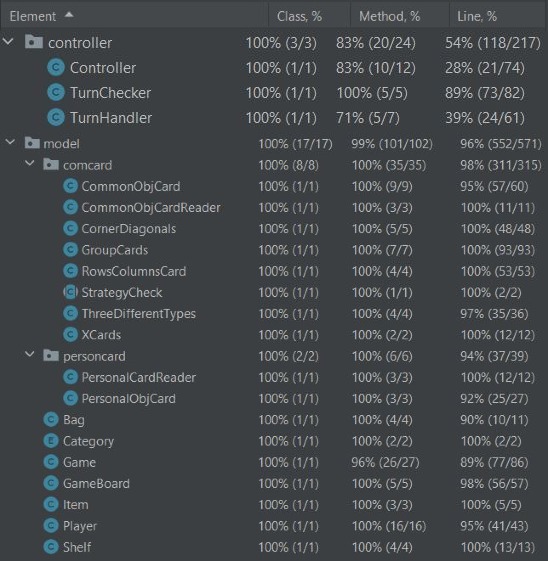 Element Class, % Method, % Line, %
controller 100% (3/3) 83% (20/24) 54% (118/217)
C Controller 100% (1/1) 83% (10/12) 28% (21/74)
C TurnChecker 100% (1/1) 100% (5/5) 89% (73/82)
C TurnHandler 100% (1/1) 71% (5/7) 39% (24/61)
model 100% (17/17) 99% (101/102) 96% (552/571)
comcard 100% (8/8) 100% (35/35) 98% (311/315)
C CommonObjCard 100% (1/1) 100% (9/9) 95% (57/60)
C CommonObjCardReader 100% (1/1) 100% (3/3) 100% (11/11)
C CornerDiagonals 100% (1/1) 100% (5/5) 100% (48/48)
C GroupCards 100% (1/1) 100% (7/7) 100% (93/93)
C RowsColumnsCard 100% (1/1) 100% (4/4) 100% (53/53)
C StrategyCheck 100% (1/1) 100% (1/1) 100% (2/2)
C ThreeDifferentTypes 100% (1/1) 100% (4/4) 97% (35/36)
C XCards 100% (1/1) 100% (2/2) 100% (12/12)
personcard 100% (2/2) 100% (6/6) 94% (37/39)
C PersonalCardReader 100% (1/1) 100% (3/3) 100% (12/12)
C PersonalObjCard 100% (1/1) 100% (3/3) 92% (25/27)
C Bag 100% (1/1) 100% (4/4) 90% (10/11)
E Category 100% (1/1) 100% (2/2) 100% (2/2)
C Game 100% (1/1) 96% (26/27) 89% (77/86)
C GameBoard 100% (1/1) 100% (5/5) 98% (56/57)
C Item 100% (1/1) 100% (3/3) 100% (5/5)
C Player 100% (1/1) 100% (16/16) 95% (41/43)
C Shelf 100% (1/1) 100% (4/4) 100% (13/13)